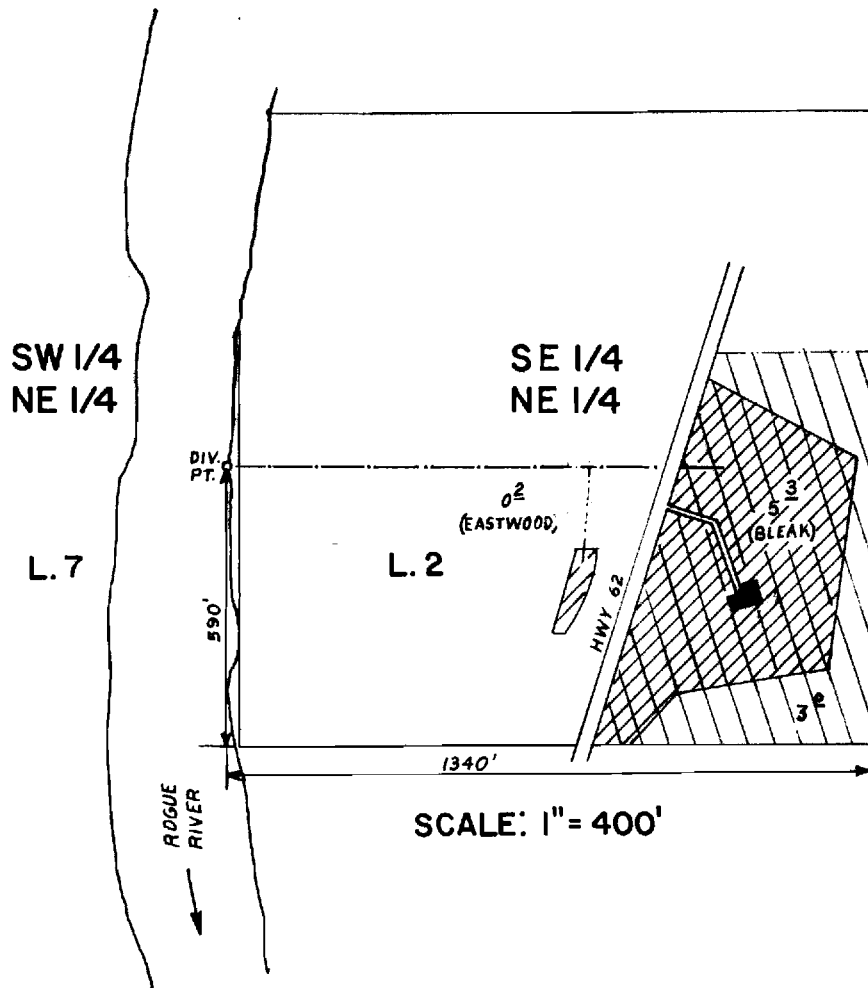 SW 1/4
NE 1/4
SE 1/4
NE 1/4
DIV.
PT.
0 2
(EASTWOOD)
5 3
(BLEAK)
L. 7
L. 2
590'
HWY 62
3 0
1340'
ROGUE
RIVER
SCALE: 1" = 400'